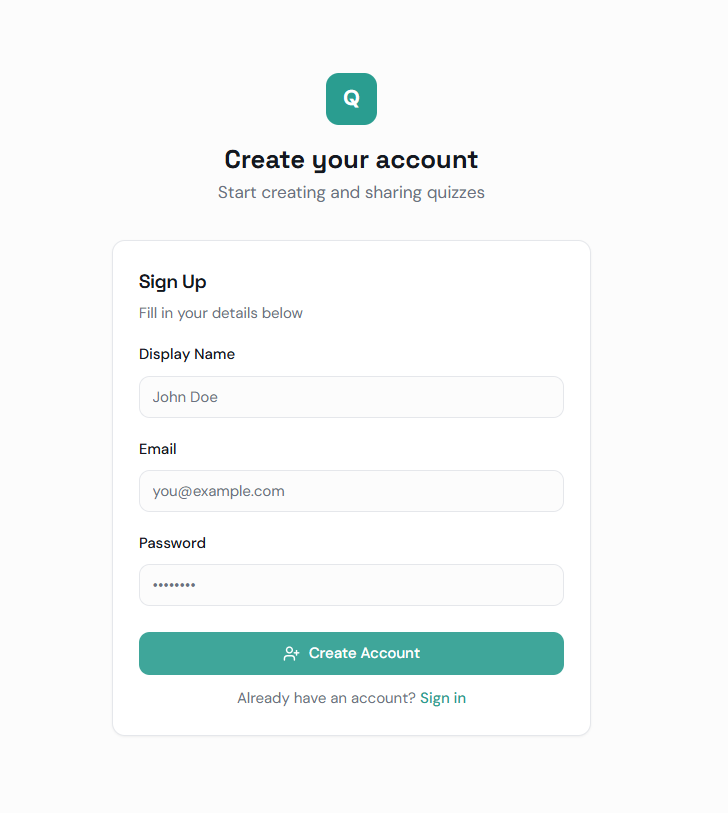 Q
Create your account
Start creating and sharing quizzes
Sign Up
Fill in your details below
Display Name
John Doe
Email
you@example.com
Password
••••••••
Create Account
Already have an account? Sign in